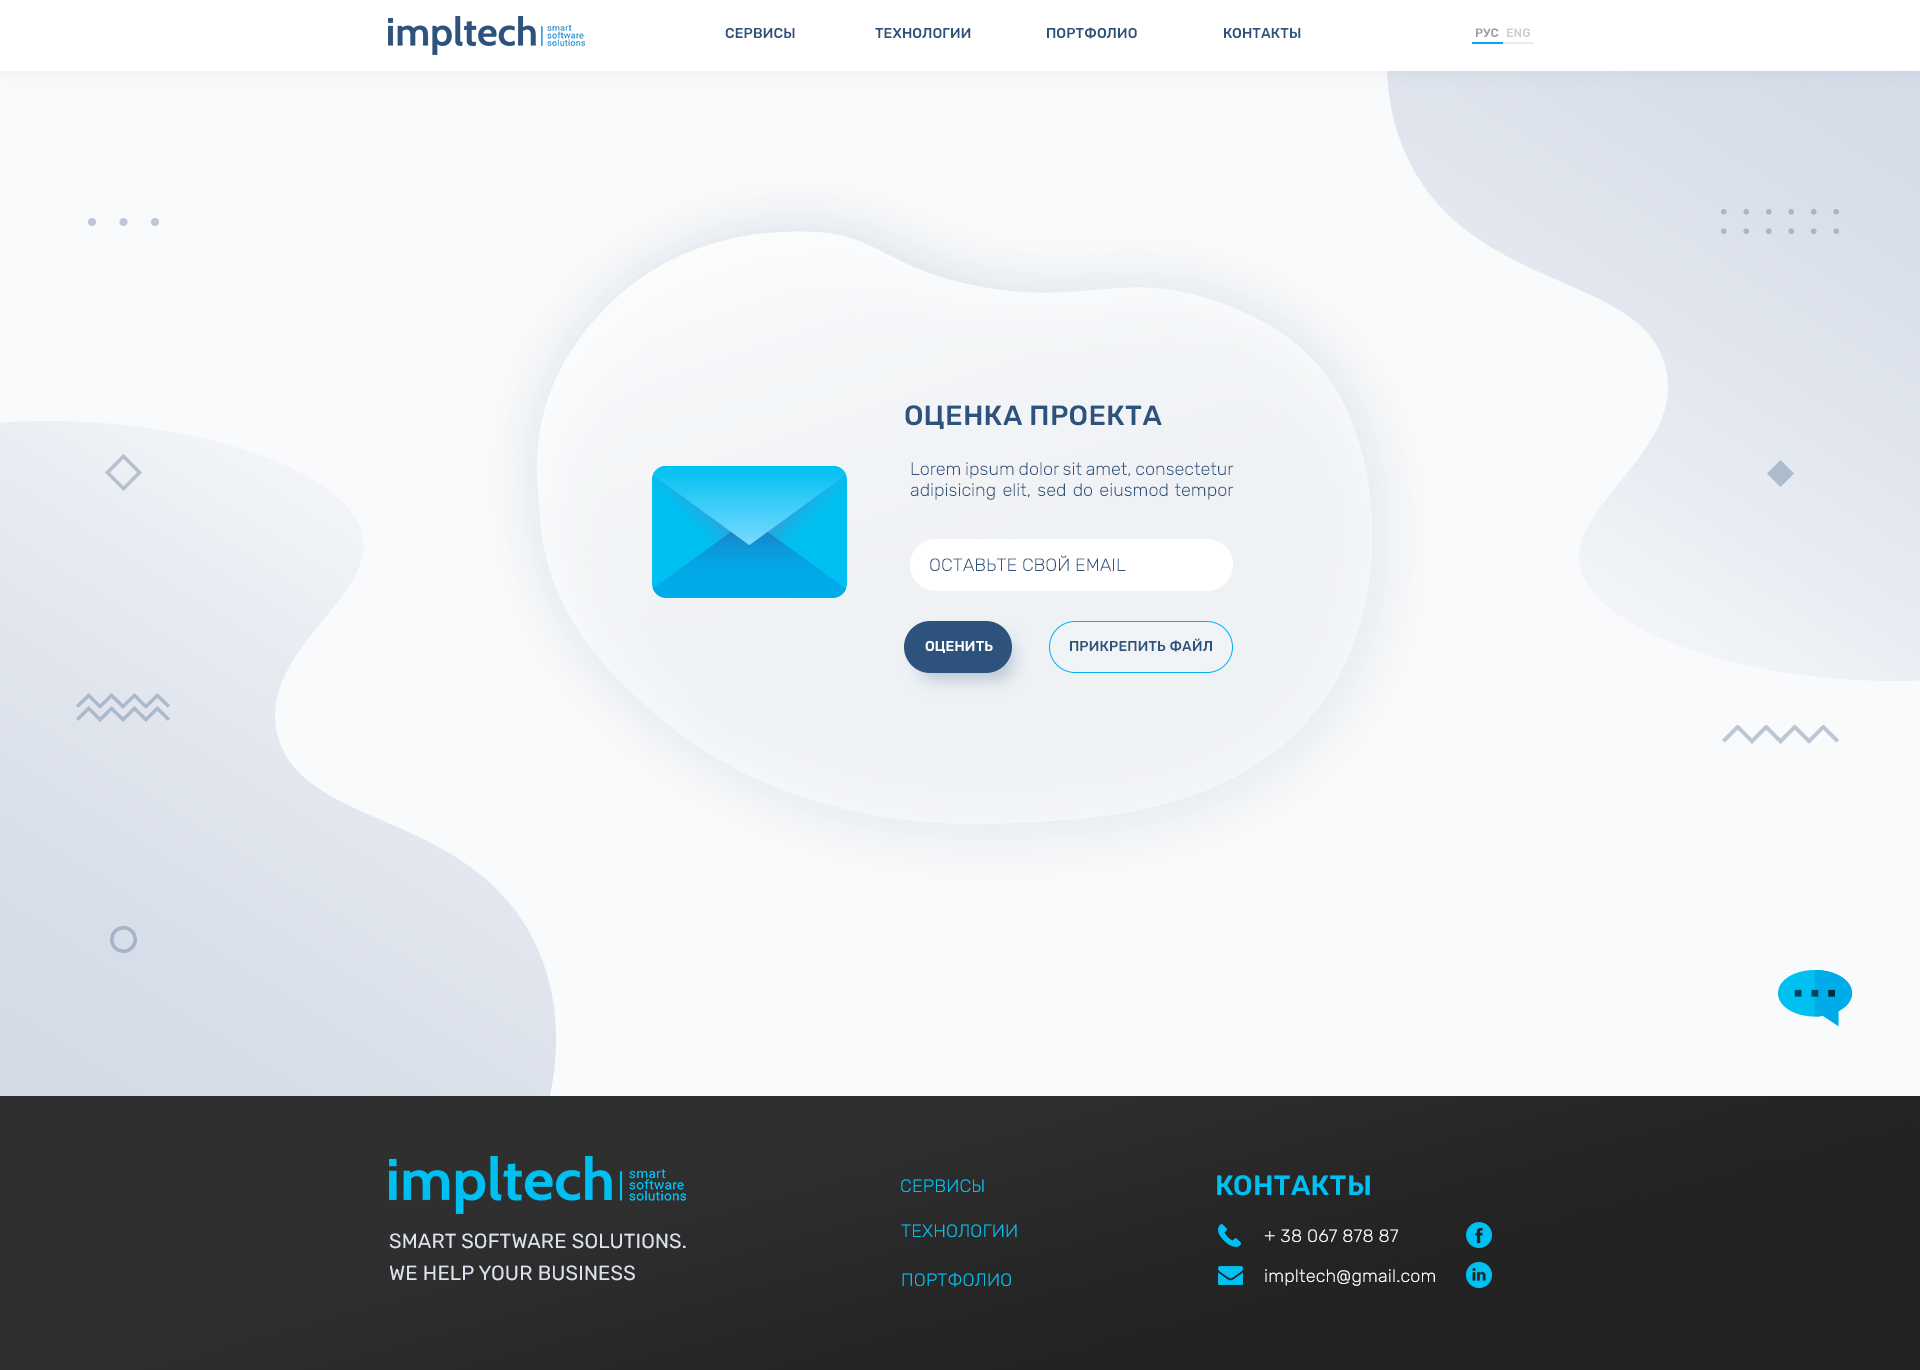 impltech
smart
software
solutions
СЕРВИСЫ
ТЕХНОЛОГИИ
ПОРТФОЛИО
КОНТАКТЫ
РУС ENG
ОЦЕНКА ПРОЕКТА
Lorem ipsum dolor sit amet, consectetur
adipisicing elit, sed do eiusmod tempor
ОСТАВЬТЕ СВОЙ EMAIL
ОЦЕНИТЬ
ПРИКРЕПИТЬ ФАЙЛ
impltech
smart
software
solutions
SMART SOFTWARE SOLUTIONS.
WE HELP YOUR BUSINESS
СЕРВИСЫ
ТЕХНОЛОГИИ
ПОРТФОЛИО
КОНТАКТЫ
+ 38 067 878 87
impltech@gmail.com